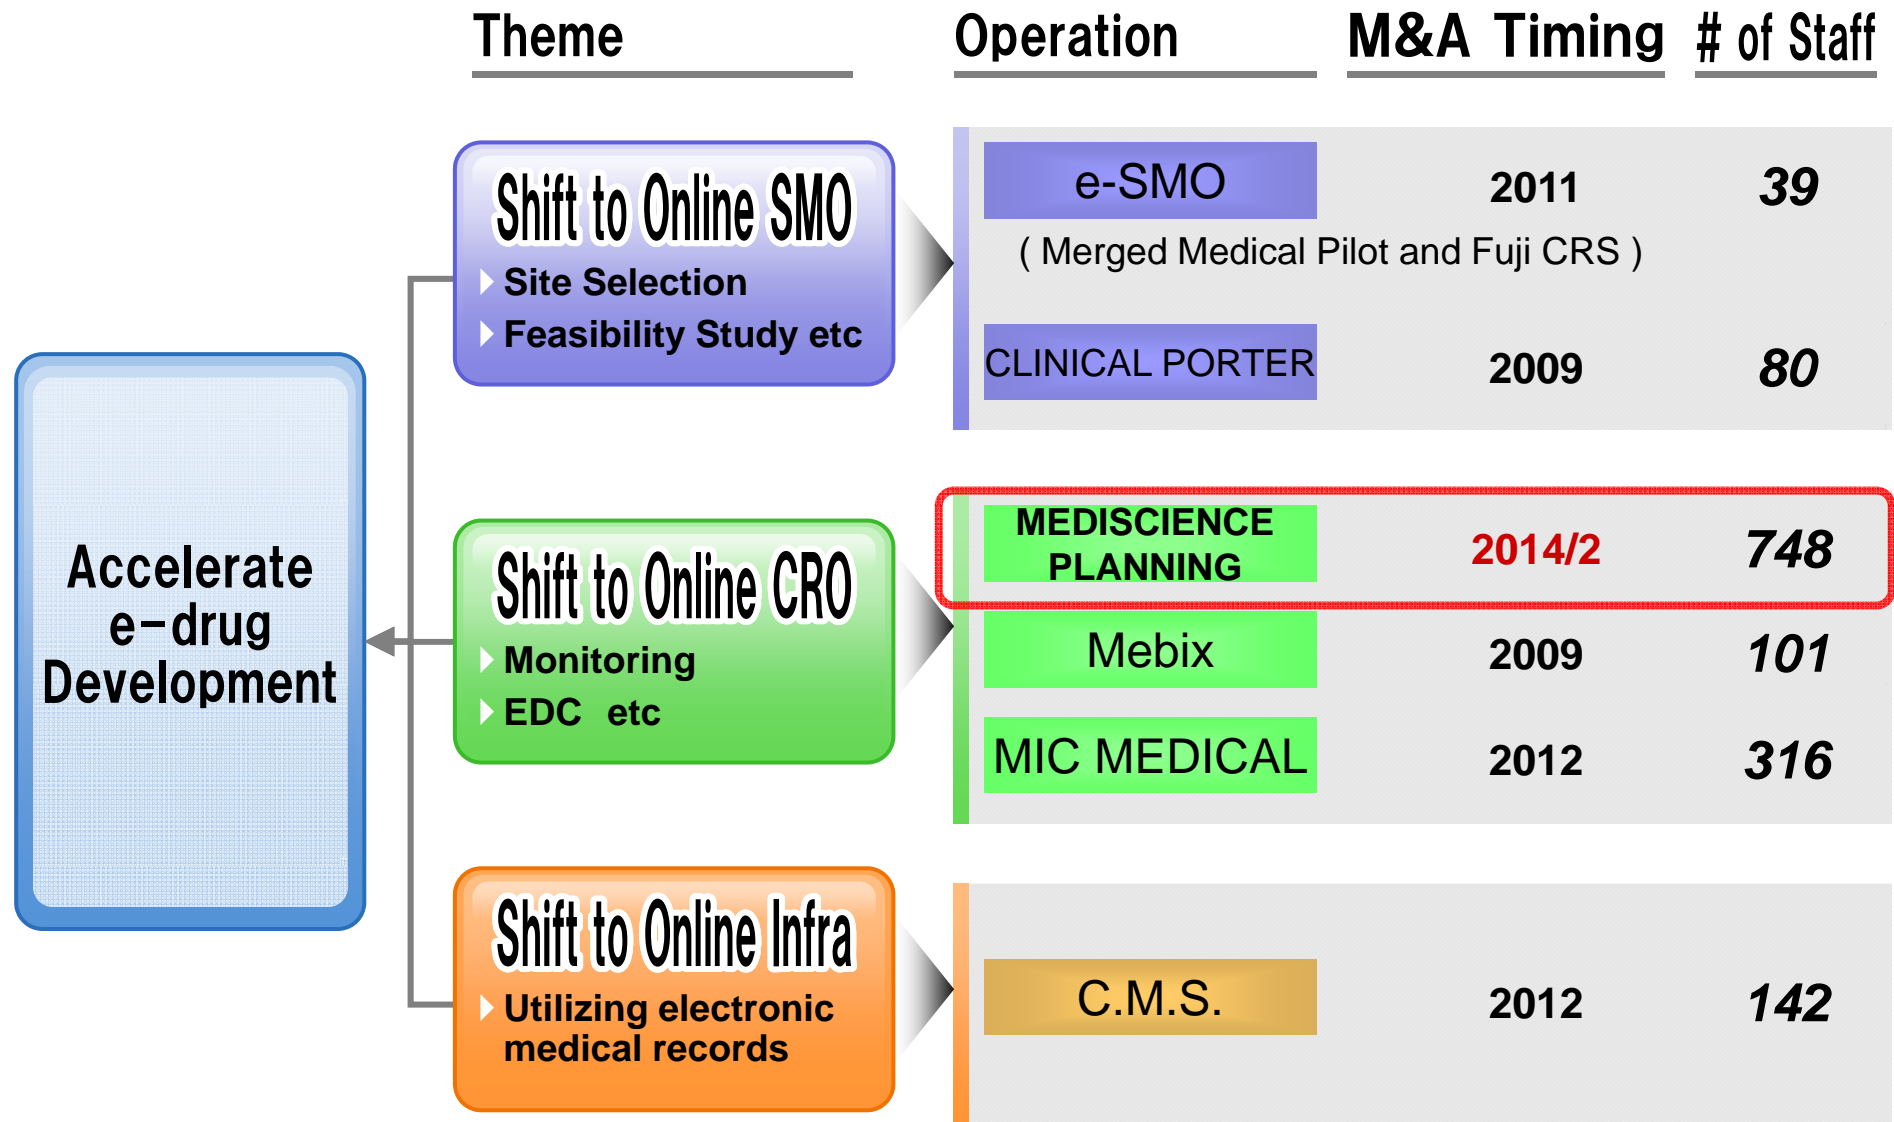 Theme Operation M&A Timing # of Staff
Accelerate
e-drug
Development
Shift to Online SMO
Site Selection
Feasibility Study etc
e-SMO 2011 39
( Merged Medical Pilot and Fuji CRS )
CLINICAL PORTER 2009 80
Shift to Online CRO
Monitoring
EDC etc
MEDISCIENCE
PLANNING 2014/2 748
Mebix 2009 101
MIC MEDICAL 2012 316
Shift to Online Infra
Utilizing electronic
medical records
C.M.S. 2012 142